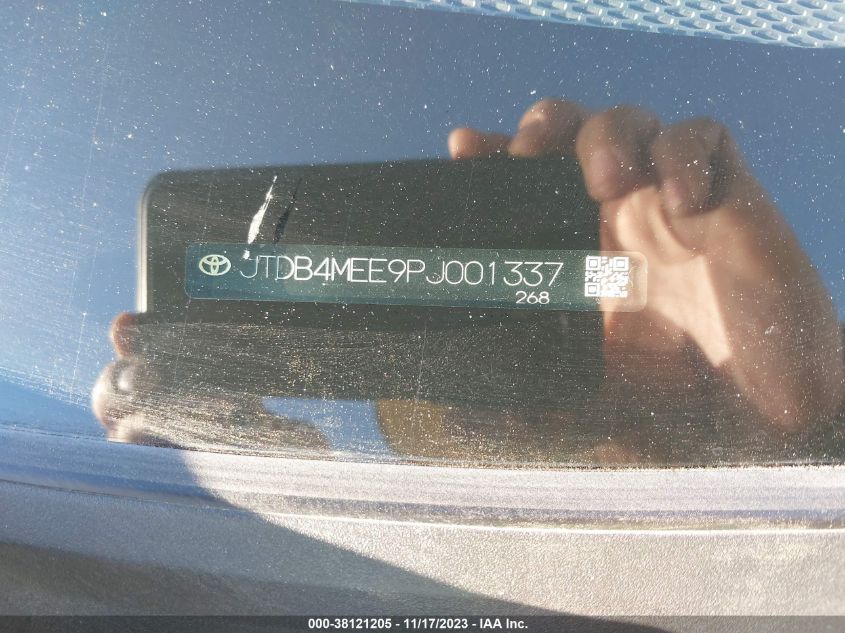 JTDB4MEE9PJ001337
268
000-38121205 - 11/17/2023 - IAA Inc.